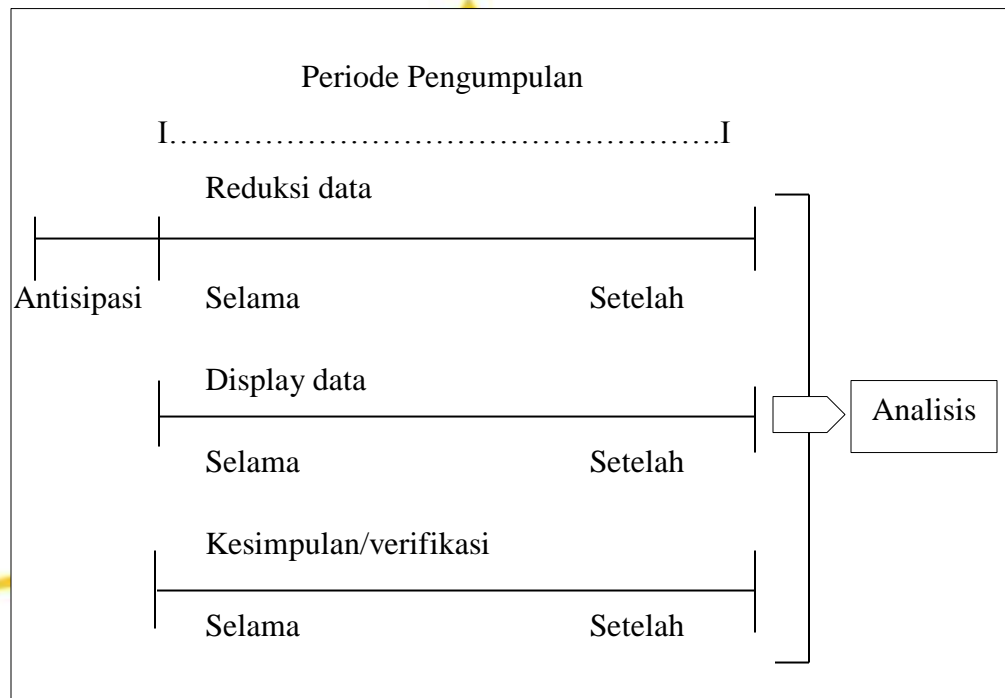 Periode Pengumpulan
I……………………………………………….I
Reduksi data
Antisipasi Selama Setelah
Display data
Analisis
Selama Setelah
Kesimpulan/verifikasi
Selama Setelah